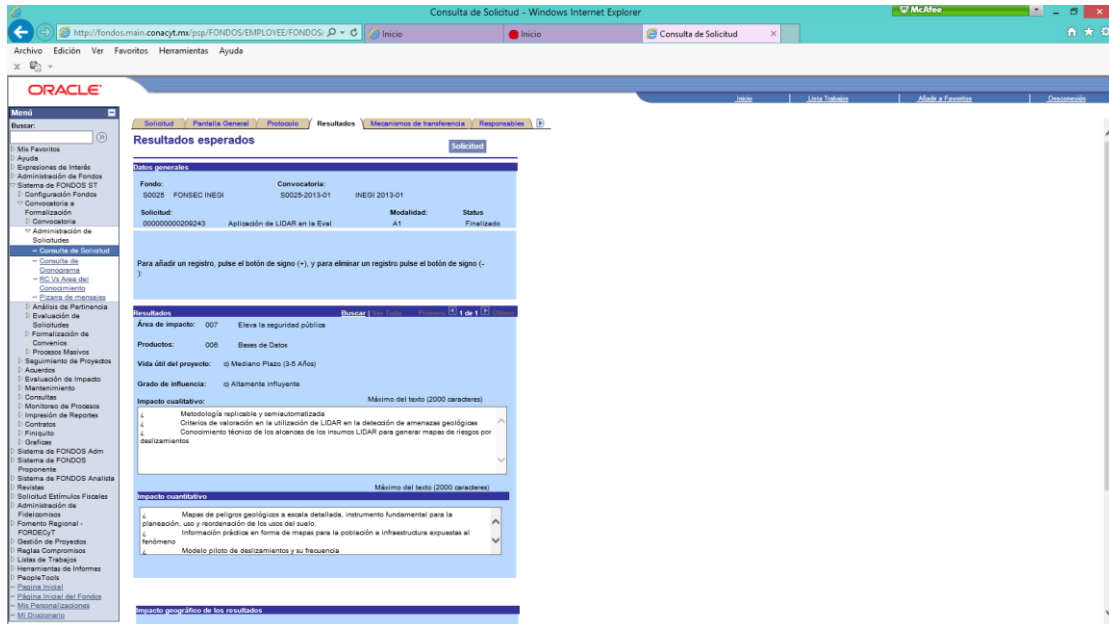 Consulta de Solicitud - Windows Internet Explorer
McAfee
http://fondos.main.conacyt.mx/psp/FONDOS/EMPLOYEE/FONDOS/
Inicio
Inicio
Consulta de Solicitud
Archivo Edición Ver Favoritos Herramientas Ayuda
ORACLE
Inicio
Lista Trabajos
Añadir a Favoritos
Desconexión
Menú
Buscar:
Mis Favoritos
Ayuda
Expresiones de Interés
Administración de Fondos
Sistema de FONDOS ST
Configuración Fondos
Convocatoria a
Formalización
Convocatoria
Administración de
Solicitudes
Consulta de Solicitud
Consulta de
Cronograma
RC Vs Area del
Conocimiento
Pizarra de mensajes
Análisis de Pertinencia
Evaluación de
Solicitudes
Formalización de
Convenios
Procesos Masivos
Seguimiento de Proyectos
Acuerdos
Evaluación de Impacto
Mantenimiento
Consultas
Monitoreo de Procesos
Impresión de Reportes
Contratos
Finiquito
Graficas
Sistema de FONDOS Adm
Sistema de FONDOS
Proponente
Sistema de FONDOS Analista
Revistas
Solicitud Estímulos Fiscales
Administración de
Fideicomisos
Fomento Regional -
FORDECyT
Gestión de Proyectos
Reglas Compromisos
Listas de Trabajos
Herramientas de Informes
PeopleTools
Pagina Inicial
Página Inicial del Fondos
Mis Personalizaciones
Mi Diccionario
Solicitud Pantalla General Protocolo Resultados Mecanismos de transferencia Responsables
Resultados esperados
Solicitud
Datos generales
Fondo: Convocatoria:
S0025 FONSEC INEGI S0025-2013-01 INEGI 2013-01
Solicitud: Modalidad: Status
000000000209243 Aplicación de LIDAR en la Eval A1 Finalizado
Para añadir un registro, pulse el botón de signo (+), y para eliminar un registro pulse el botón de signo (-
):
Resultados Buscar | Ver Todo Primero 1 de 1 Último
Área de impacto: 007 Eleva la seguridad pública
Productos: 006 Bases de Datos
Vida útil del proyecto: c) Mediano Plazo (3-5 Años)
Grado de influencia: c) Altamente influyente
Impacto cualitativo: Máximo del texto (2000 caracteres)
¿ Metodología replicable y semiautomatizada
¿ Criterios de valoración en la utilización de LIDAR en la detección de amenazas geológicas
¿ Conocimiento técnico de los alcances de los insumos LIDAR para generar mapas de riesgos por
deslizamientos
Máximo del texto (2000 caracteres)
Impacto cuantitativo
¿ Mapas de peligros geológicos a escala detallada, instrumento fundamental para la
planeación, uso y reordenación de los usos del suelo.
¿ Información práctica en forma de mapas para la población e infraestructura expuestas al
fenómeno
¿ Modelo piloto de deslizamientos y su frecuencia
Impacto geográfico de los resultados